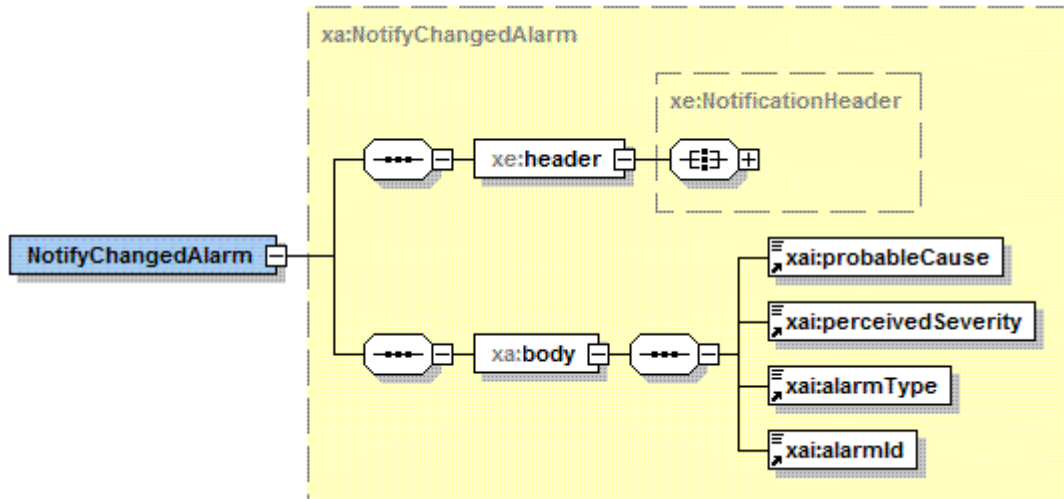 xa:NotifyChangedAlarm
xe:NotificationHeader
xe:header
NotifyChangedAlarm
xai:probableCause
xai:perceivedSeverity
xa:body
xai:alarmType
xai:alarmId